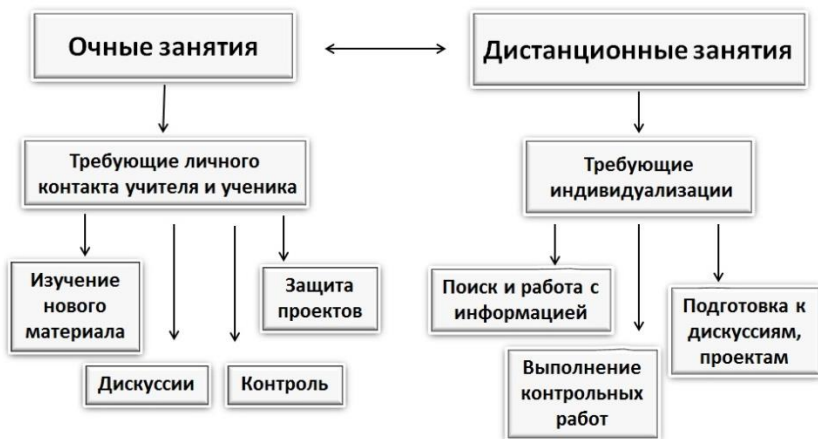 Очные занятия
Дистанционные занятия
Требующие личного
контакта учителя и ученика
Требующие
индивидуализации
Изучение
нового
материала
Дискуссии
Контроль
Защита
проектов
Поиск и работа с
информацией
Выполнение
контрольных
работ
Подготовка к
дискуссиям,
проектам